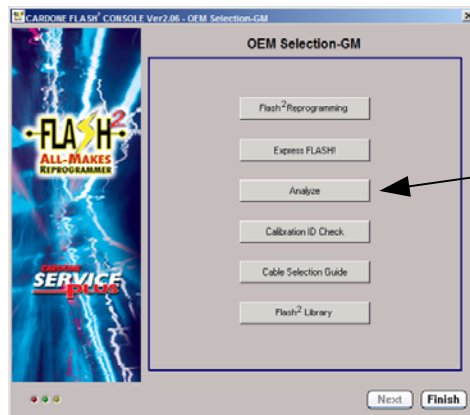 CARDONE FLASH² CONSOLE Ver2.06 - OEM Selection-GM
OEM Selection-GM
Flash² Reprogramming
Express FLASH!
Analyze
Calibration ID Check
Cable Selection Guide
Flash² Library
FLASH²
ALL-MAKES
REPROGRAMMER
CARDONE
SERVICE
plus
Next
Finish